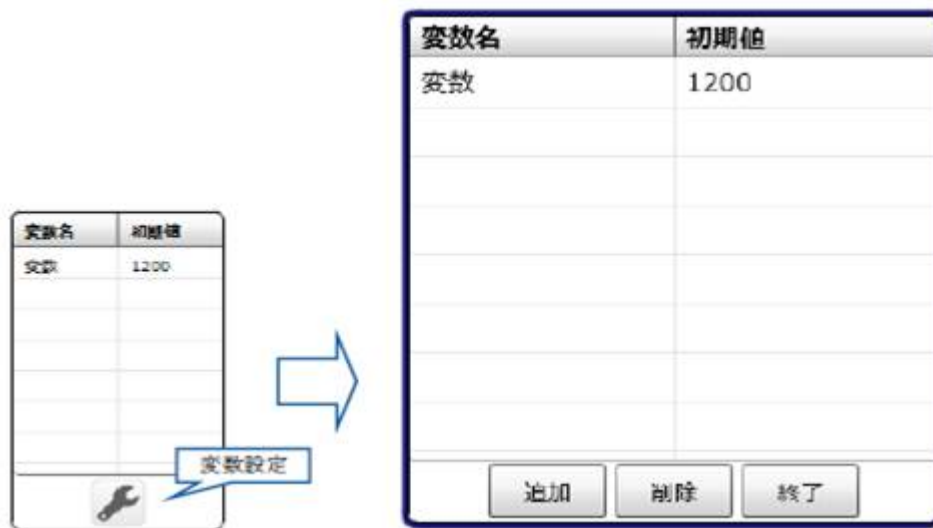 変数名 初期値
変数 1200
変数設定
変数名 初期値
変数 1200
追加 削除 終了